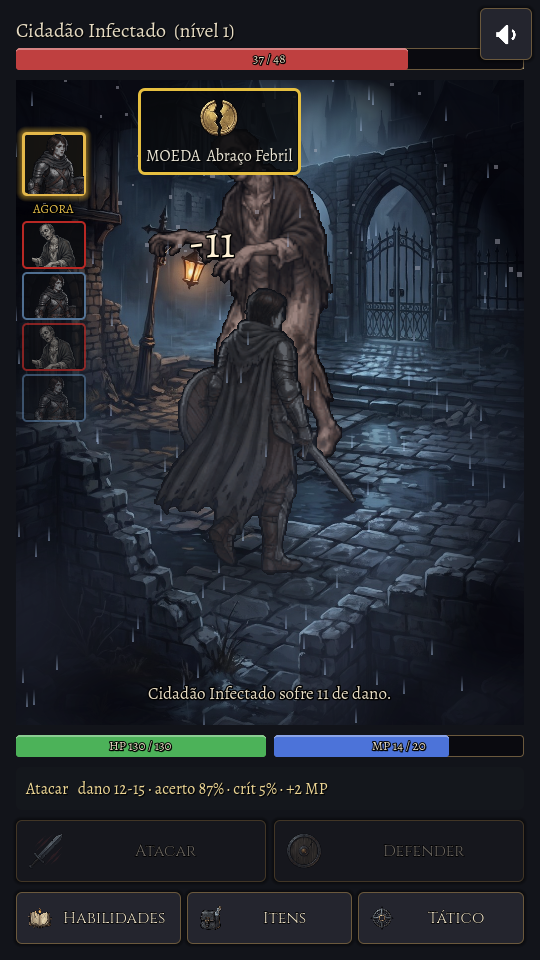 Cidadão Infectado (nível 1)
37 / 48
MOEDA Abraço Febril
AGORA
-11
Cidadão Infectado sofre 11 de dano.
HP 130 / 130
MP 14 / 20
Atacar dano 12-15 · acerto 87% · crít 5% · +2 MP
ATACAR
DEFENDER
HABILIDADES
ITENS
TÁTICO